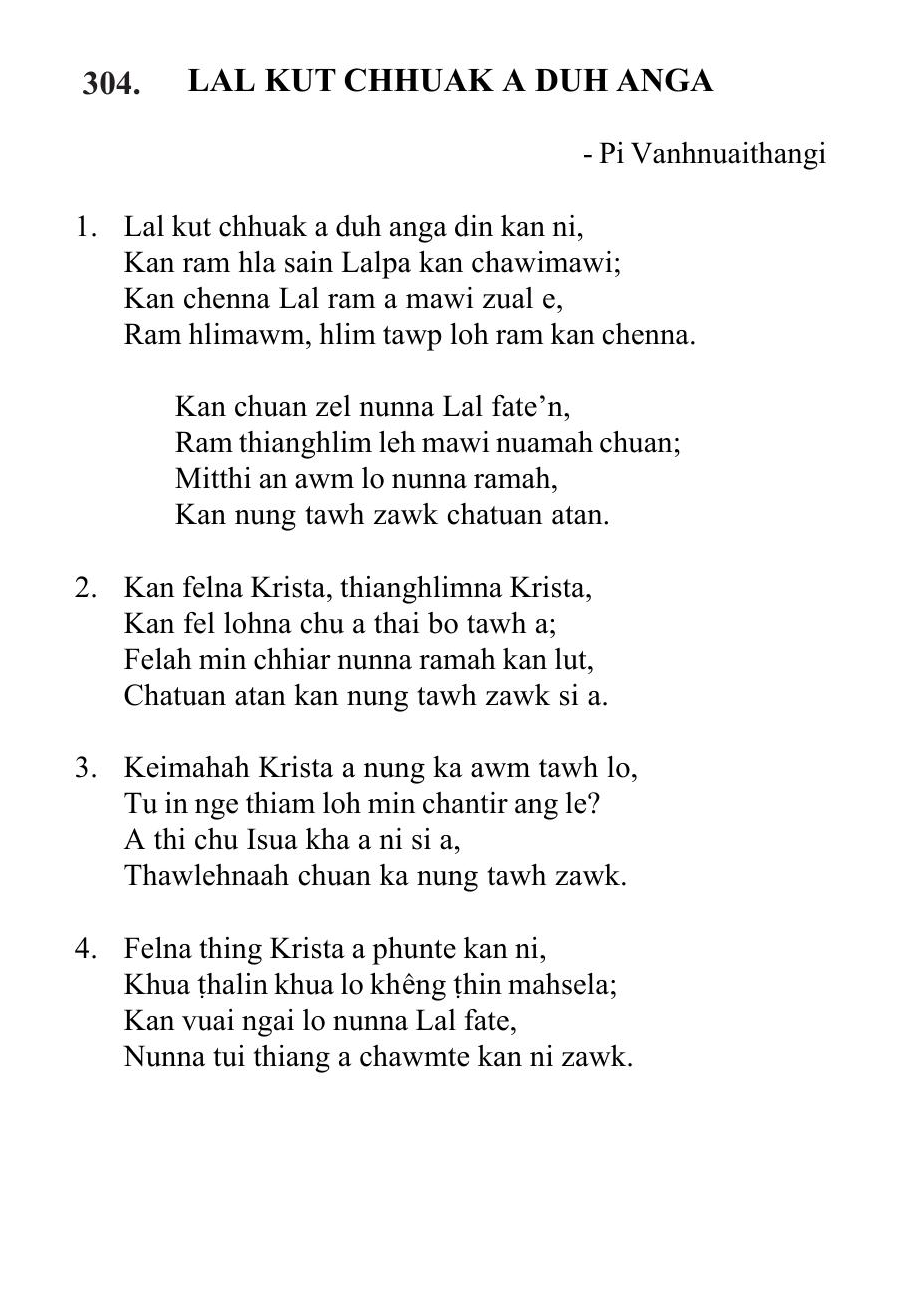 304. LAL KUT CHHUAK A DUH ANGA
- Pi Vanhnuaithangi
1. Lal kut chhuak a duh anga din kan ni,
Kan ram hla sain Lalpa kan chawimawi;
Kan chenna Lal ram a mawi zual e,
Ram hlimawm, hlim tawp loh ram kan chenna.
Kan chuan zel nunna Lal fate’n,
Ram thianghlim leh mawi nuamah chuan;
Mitthi an awm lo nunna ramah,
Kan nung tawh zawk chatuan atan.
2. Kan felna Krista, thianghlimna Krista,
Kan fel lohna chu a thai bo tawh a;
Felah min chhiar nunna ramah kan lut,
Chatuan atan kan nung tawh zawk si a.
3. Keimahah Krista a nung ka awm tawh lo,
Tu in nge thiam loh min chantir ang le?
A thi chu Isua kha a ni si a,
Thawlehnaah chuan ka nung tawh zawk.
4. Felna thing Krista a phunte kan ni,
Khua ṭhalin khua lo khêng ṭhin mahsela;
Kan vuai ngai lo nunna Lal fate,
Nunna tui thiang a chawmte kan ni zawk.